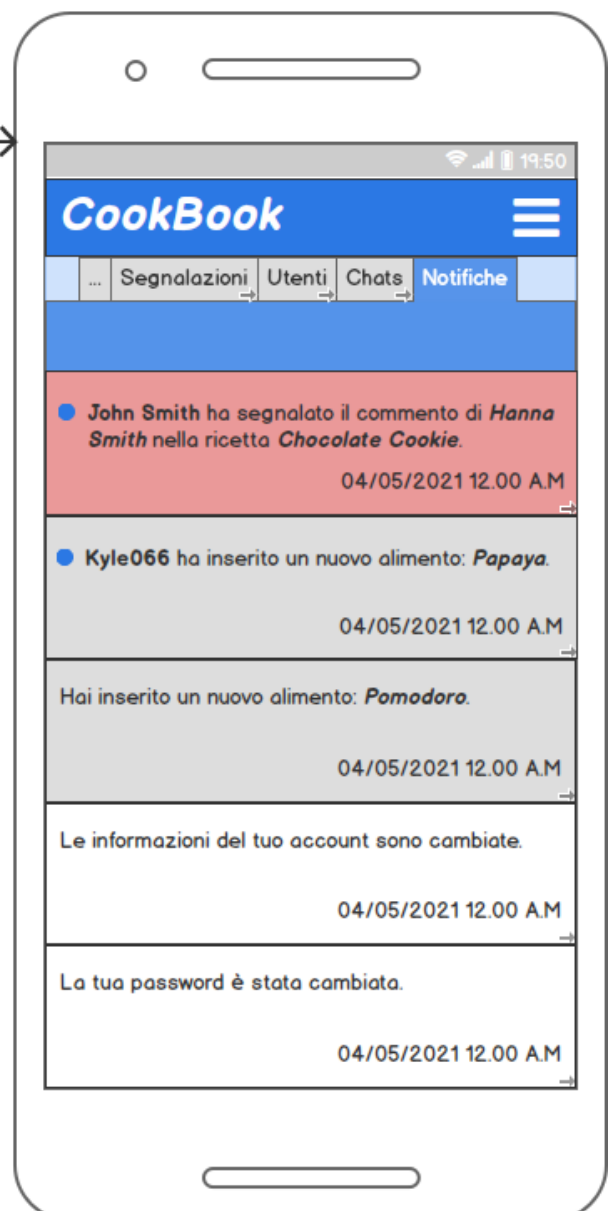 19:50
CookBook
... Segnalazioni Utenti Chats Notifiche
John Smith ha segnalato il commento di Hanna
Smith nella ricetta Chocolate Cookie.
04/05/2021 12.00 A.M
Kyle066 ha inserito un nuovo alimento: Papaya.
04/05/2021 12.00 A.M
Hai inserito un nuovo alimento: Pomodoro.
04/05/2021 12.00 A.M
Le informazioni del tuo account sono cambiate.
04/05/2021 12.00 A.M
La tua password è stata cambiata.
04/05/2021 12.00 A.M